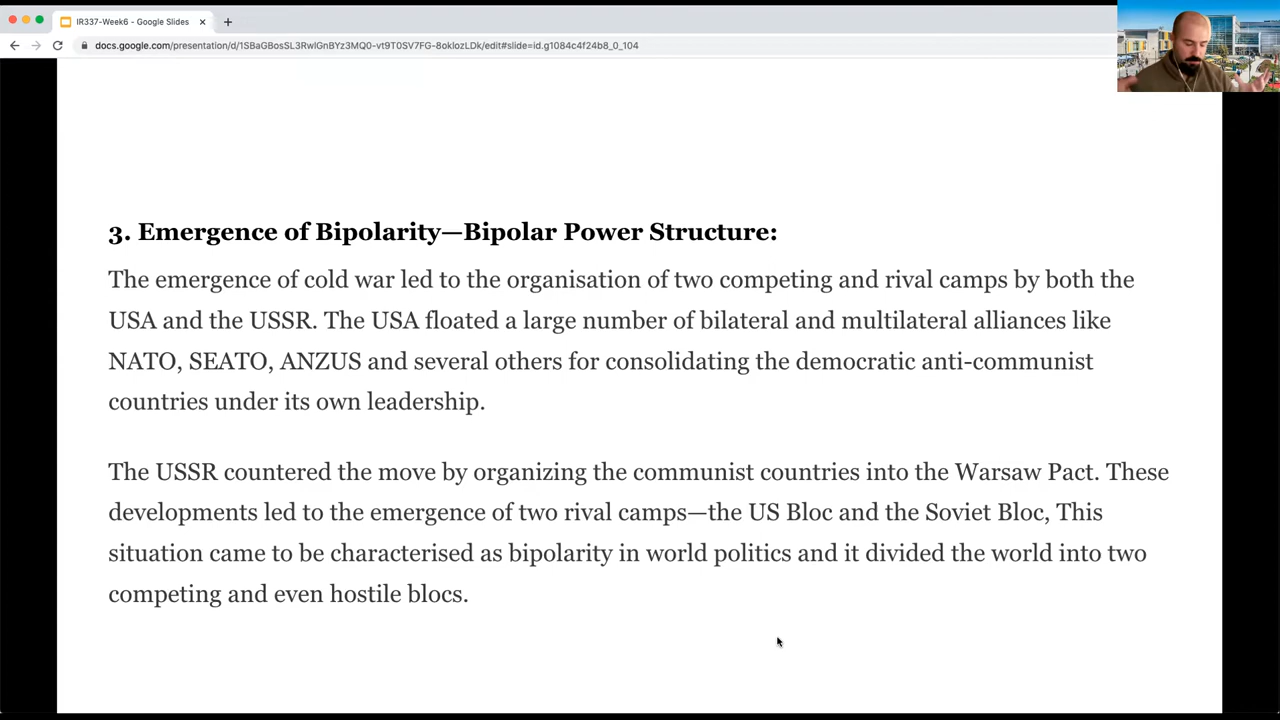 IR337-Week6 - Google Slides
docs.google.com/presentation/d/1SBaGBosSL3RwlGnBYz3MQ0-vt9T0SV7FG-8oklozLDk/edit#slide=id.g1084c4f24b8_0_104
3. Emergence of Bipolarity—Bipolar Power Structure:
The emergence of cold war led to the organisation of two competing and rival camps by both the
USA and the USSR. The USA floated a large number of bilateral and multilateral alliances like
NATO, SEATO, ANZUS and several others for consolidating the democratic anti-communist
countries under its own leadership.
The USSR countered the move by organizing the communist countries into the Warsaw Pact. These
developments led to the emergence of two rival camps—the US Bloc and the Soviet Bloc, This
situation came to be characterised as bipolarity in world politics and it divided the world into two
competing and even hostile blocs.